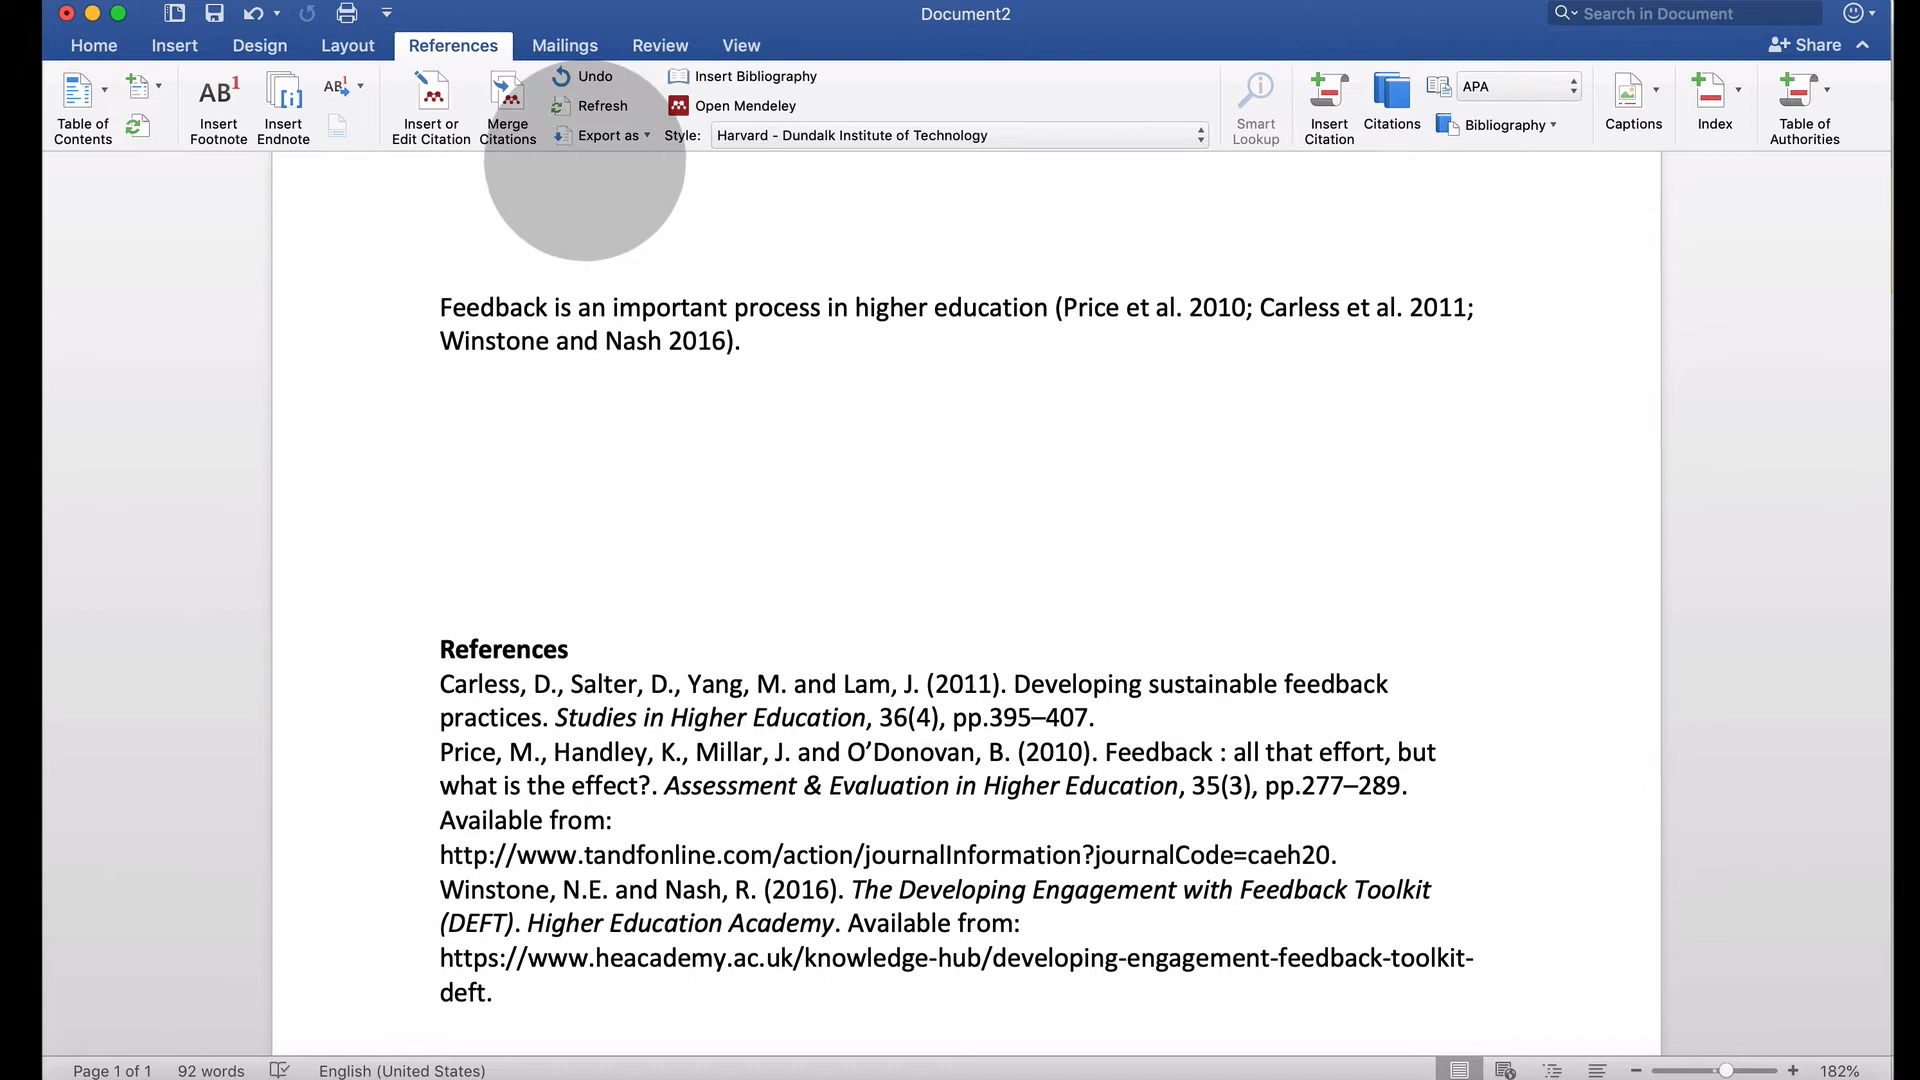 Document2
Search in Document
Home Insert Design Layout References Mailings Review View Share
Table of Contents
AB1 Insert Footnote
Insert Endnote
AB1
Insert or Edit Citation
Merge Citations
Undo
Refresh
Export as
Insert Bibliography
Open Mendeley
Style: Harvard - Dundalk Institute of Technology
Smart Lookup
Insert Citation
Citations
APA
Bibliography
Captions
Index
Table of Authorities
Feedback is an important process in higher education (Price et al. 2010; Carless et al. 2011;
Winstone and Nash 2016).
References
Carless, D., Salter, D., Yang, M. and Lam, J. (2011). Developing sustainable feedback
practices. Studies in Higher Education, 36(4), pp.395–407.
Price, M., Handley, K., Millar, J. and O’Donovan, B. (2010). Feedback : all that effort, but
what is the effect?. Assessment & Evaluation in Higher Education, 35(3), pp.277–289.
Available from:
http://www.tandfonline.com/action/journalInformation?journalCode=caeh20.
Winstone, N.E. and Nash, R. (2016). The Developing Engagement with Feedback Toolkit
(DEFT). Higher Education Academy. Available from:
https://www.heacademy.ac.uk/knowledge-hub/developing-engagement-feedback-toolkit-
deft.
Page 1 of 1 92 words English (United States) 182%